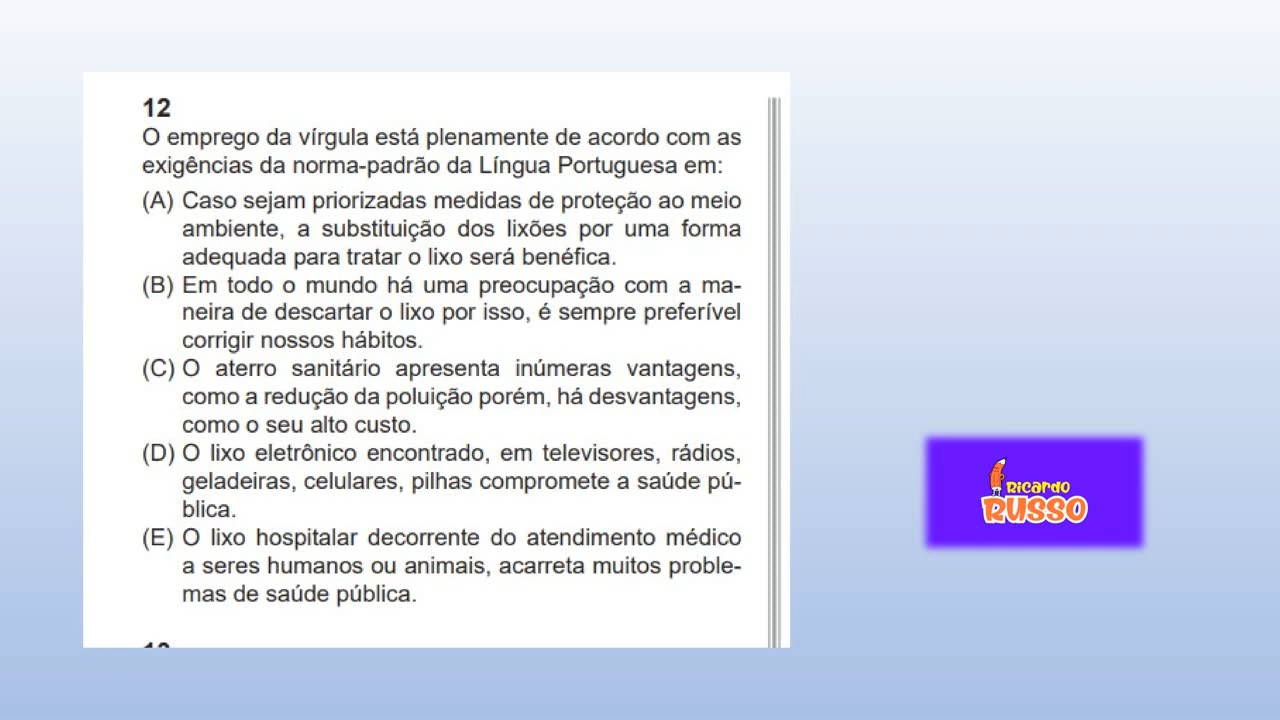 12
O emprego da vírgula está plenamente de acordo com as
exigências da norma-padrão da Língua Portuguesa em:
(A) Caso sejam priorizadas medidas de proteção ao meio
ambiente, a substituição dos lixões por uma forma
adequada para tratar o lixo será benéfica.
(B) Em todo o mundo há uma preocupação com a ma-
neira de descartar o lixo por isso, é sempre preferível
corrigir nossos hábitos.
(C) O aterro sanitário apresenta inúmeras vantagens,
como a redução da poluição porém, há desvantagens,
como o seu alto custo.
(D) O lixo eletrônico encontrado, em televisores, rádios,
geladeiras, celulares, pilhas compromete a saúde pú-
blica.
(E) O lixo hospitalar decorrente do atendimento médico
a seres humanos ou animais, acarreta muitos proble-
mas de saúde pública.
Ricardo
RUSSO